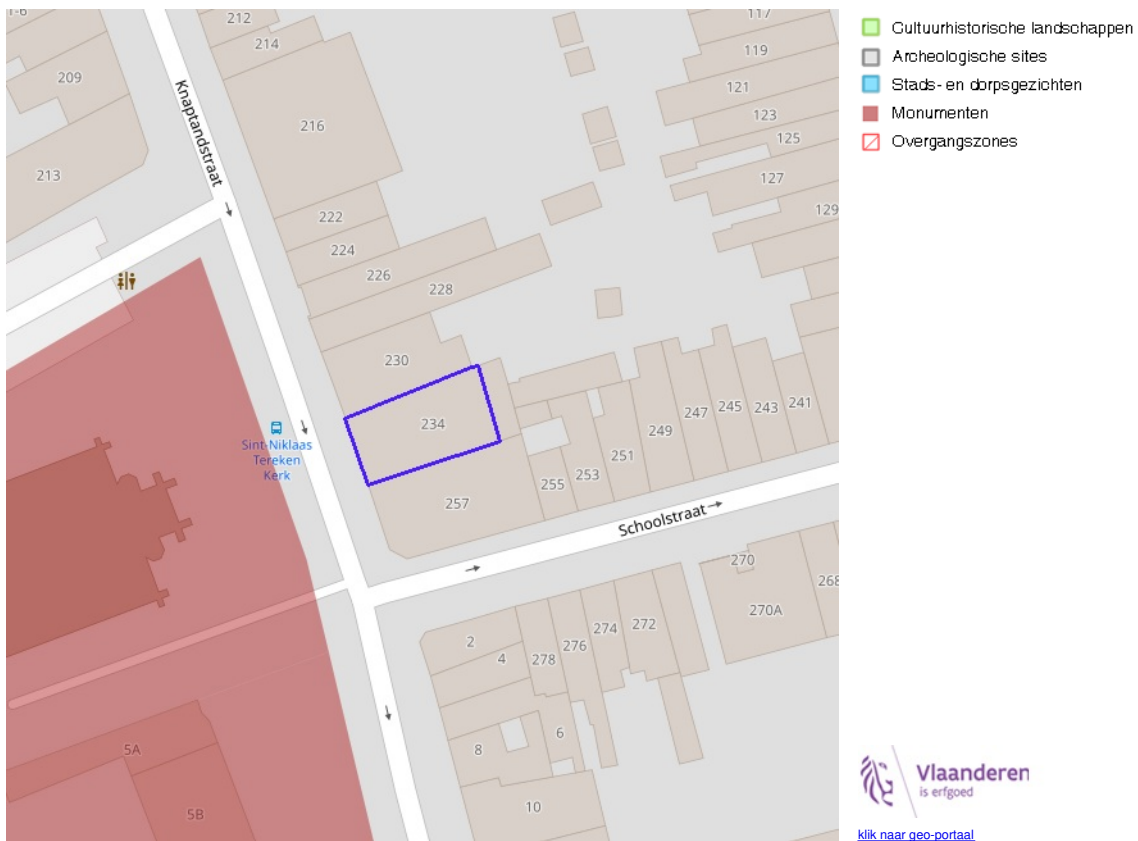 1-6
212
214
117
119
209
121
216
123
125
213
127
222
129
224
226
228
230
234
249
247
245
243
241
251
253
255
257
270
268
270A
272
274
276
278
2
4
6
8
10
5A
5B
Knaptandstraat
Sint-Niklaas
Tereken
Kerk
Schoolstraat
Cultuurhistorische landschappen
Archeologische sites
Stads- en dorpsgezichten
Monumenten
Overgangszones
Vlaanderen
is erfgoed
klik naar geo-portaal